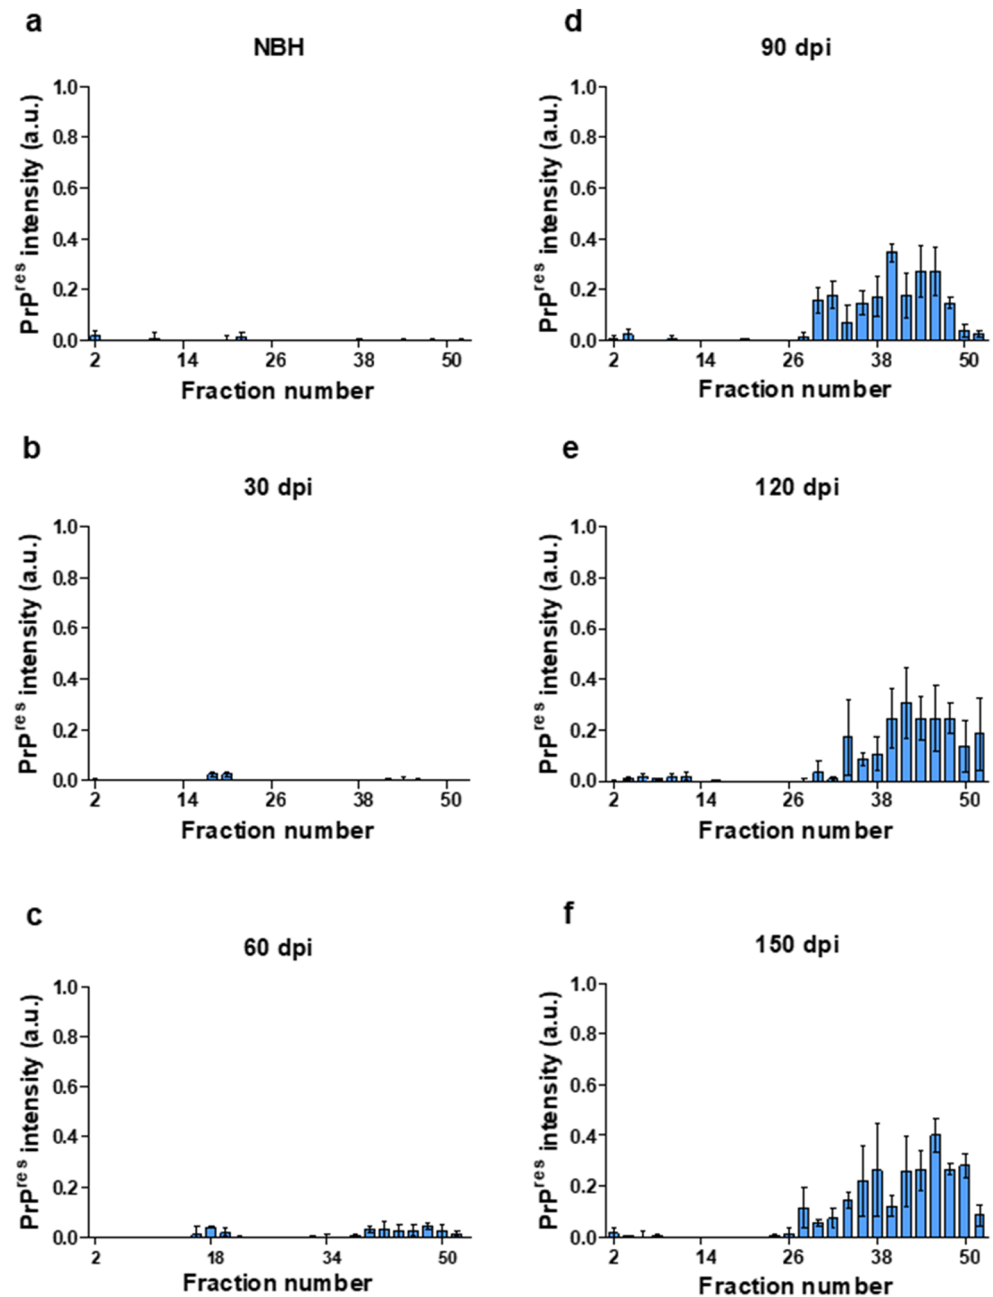 a
NBH
PrPres intensity (a.u.)
1.0
0.8
0.6
0.4
0.2
0.0
2 14 26 38 50
Fraction number
b
30 dpi
PrPres intensity (a.u.)
1.0
0.8
0.6
0.4
0.2
0.0
2 14 26 38 50
Fraction number
c
60 dpi
PrPres intensity (a.u.)
1.0
0.8
0.6
0.4
0.2
0.0
2 18 34 50
Fraction number
d
90 dpi
PrPres intensity (a.u.)
1.0
0.8
0.6
0.4
0.2
0.0
2 14 26 38 50
Fraction number
e
120 dpi
PrPres intensity (a.u.)
1.0
0.8
0.6
0.4
0.2
0.0
2 14 26 38 50
Fraction number
f
150 dpi
PrPres intensity (a.u.)
1.0
0.8
0.6
0.4
0.2
0.0
2 14 26 38 50
Fraction number